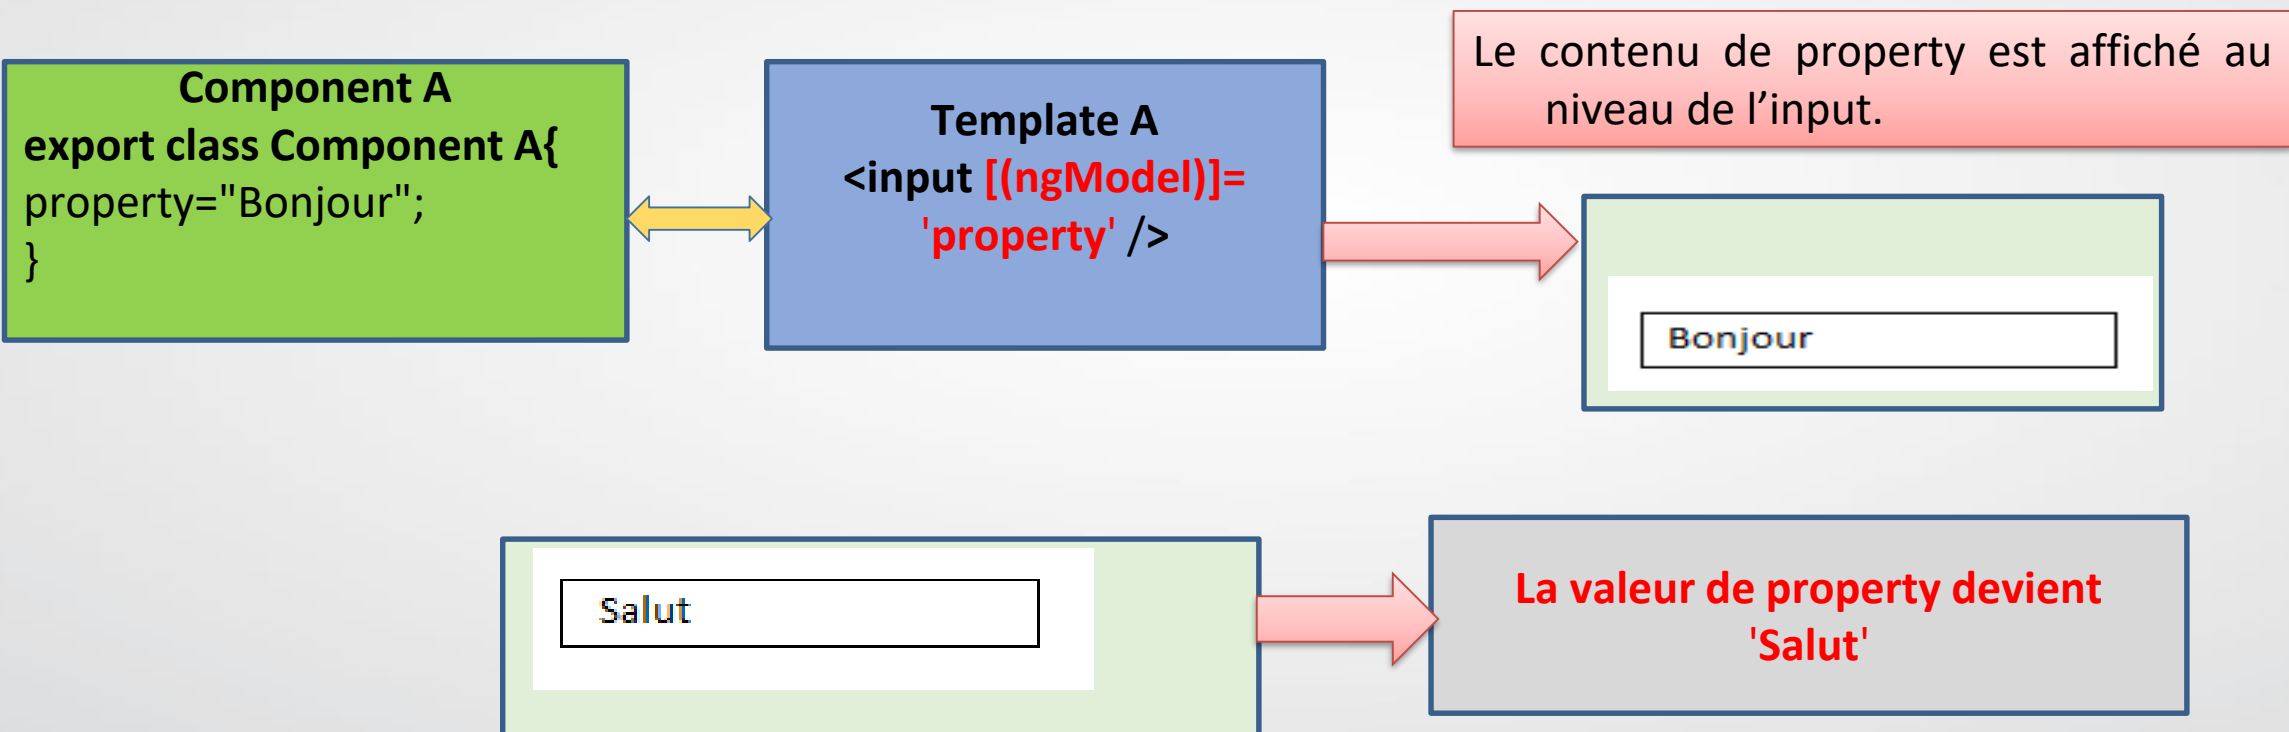 Component A
export class Component A{
property="Bonjour";
}
Template A
<input [(ngModel)]=
'property' />
Le contenu de property est affiché au
niveau de l’input.
Bonjour
Salut
La valeur de property devient
'Salut'